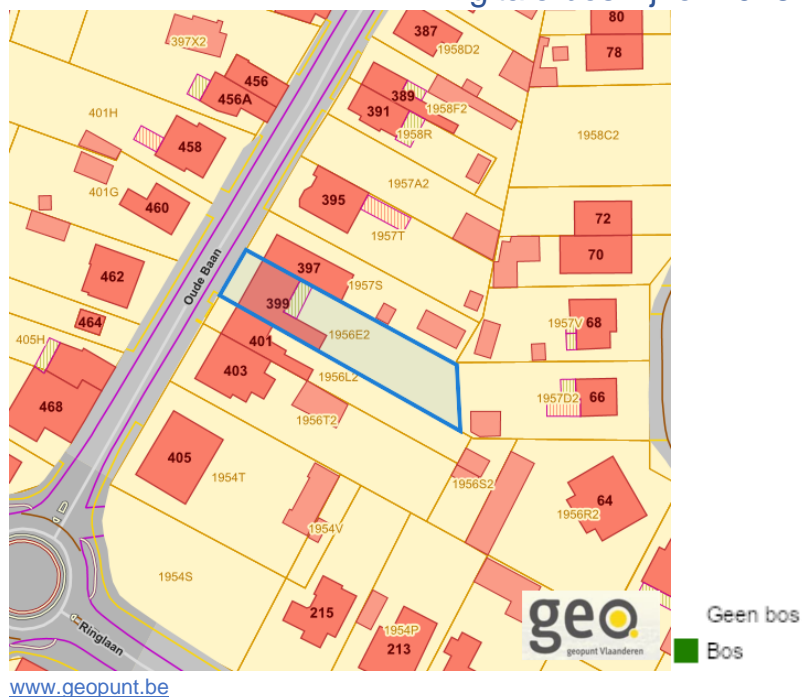 80
387
1958D2
78
397X2
456
456A
389
391
1958F2
1958R
401H
458
1958C2
401G
1957A2
460
395
72
1957T
70
Oude Baan
462
397
1957S
399
464
1956E2
1957V
68
405H
401
403
1956L2
468
1957D2
66
1956T2
405
1954T
1956S2
64
1956R2
1954V
1954S
Ringlaan
215
1954P
213
geo
geopunt Vlaanderen
Geen bos
Bos
www.geopunt.be